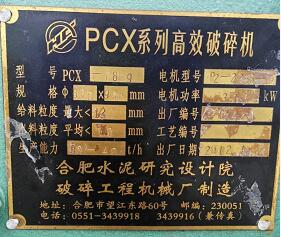 PCX系列高效破碎机
型号 PCX 电机型号
规格 mm 电机功率 kW
给料粒度 最大< mm 出厂编号
给料粒度 平均< 工艺编号
生产能力 t/h 出厂日期
合肥水泥研究设计院
破碎工程机械厂制造
地址：合肥市望江东路60号 邮编：230051
电话：0551-3439918 3439916（兼传真）